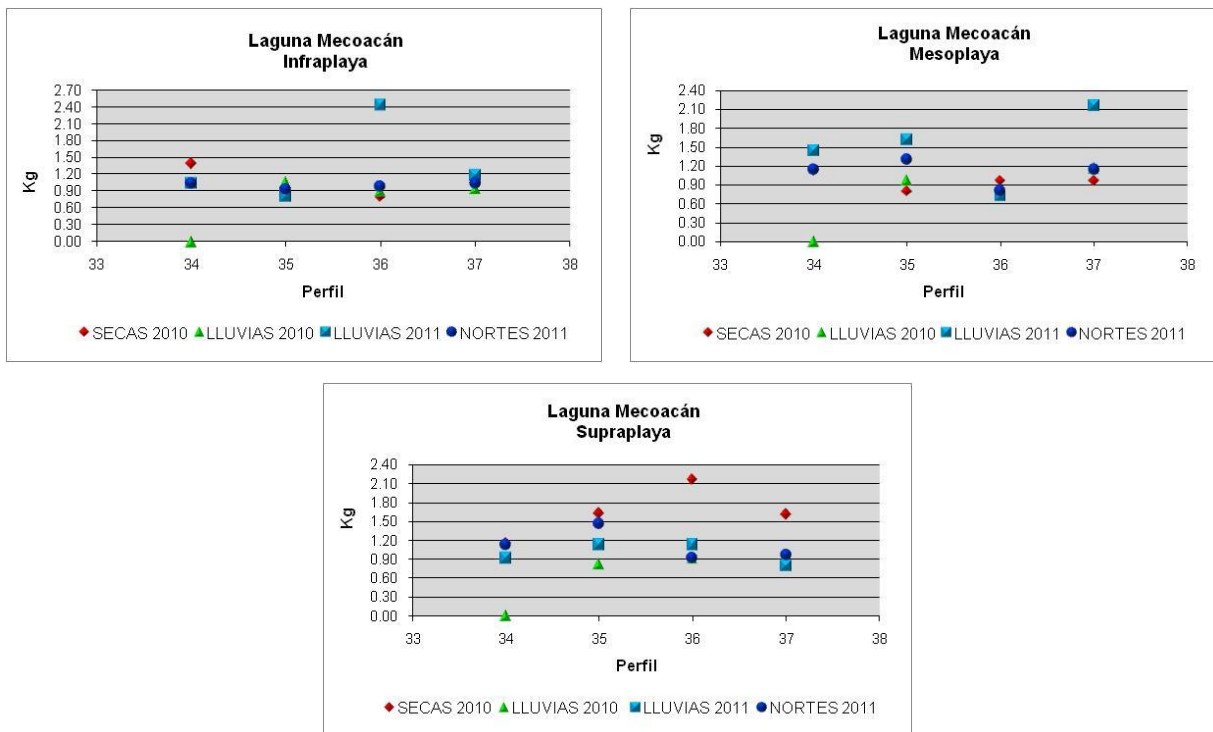 Laguna Mecoacán
Infraplaya
Kg
2.70
2.40
2.10
1.80
1.50
1.20
0.90
0.60
0.30
0.00
33 34 35 36 37 38
Perfil
SECAS 2010 LLUVIAS 2010 LLUVIAS 2011 NORTES 2011
Laguna Mecoacán
Mesoplaya
Kg
2.40
2.10
1.80
1.50
1.20
0.90
0.60
0.30
0.00
33 34 35 36 37 38
Perfil
SECAS 2010 LLUVIAS 2010 LLUVIAS 2011 NORTES 2011
Laguna Mecoacán
Supraplaya
Kg
2.40
2.10
1.80
1.50
1.20
0.90
0.60
0.30
0.00
33 34 35 36 37 38
Perfil
SECAS 2010 LLUVIAS 2010 LLUVIAS 2011 NORTES 2011